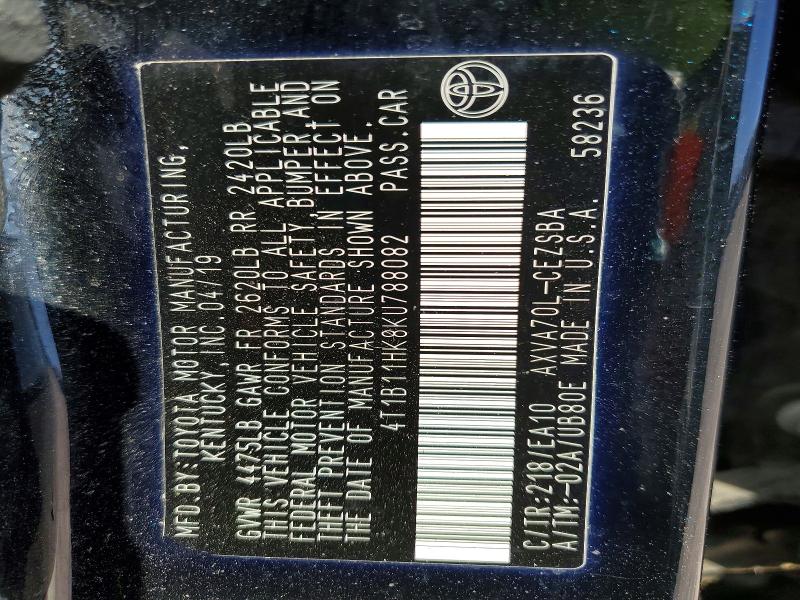 MFD.BY:TOYOTA MOTOR MANUFACTURING,
KENTUCKY, INC. 04/19
GVWR 4475LB GAWR FR 2620LB RR 2420LB
THIS VEHICLE CONFORMS TO ALL APPLICABLE
FEDERAL MOTOR VEHICLE SAFETY,BUMPER,AND
THEFT PREVENTION STANDARDS IN EFFECT ON
THE DATE OF MANUFACTURE SHOWN ABOVE.
4T1B11HK8KU788082 PASS.CAR
C/TR:218/EA10 AXVA70L-CEZSBA
A/TM:-02A/UB80E MADE IN U.S.A. 58236